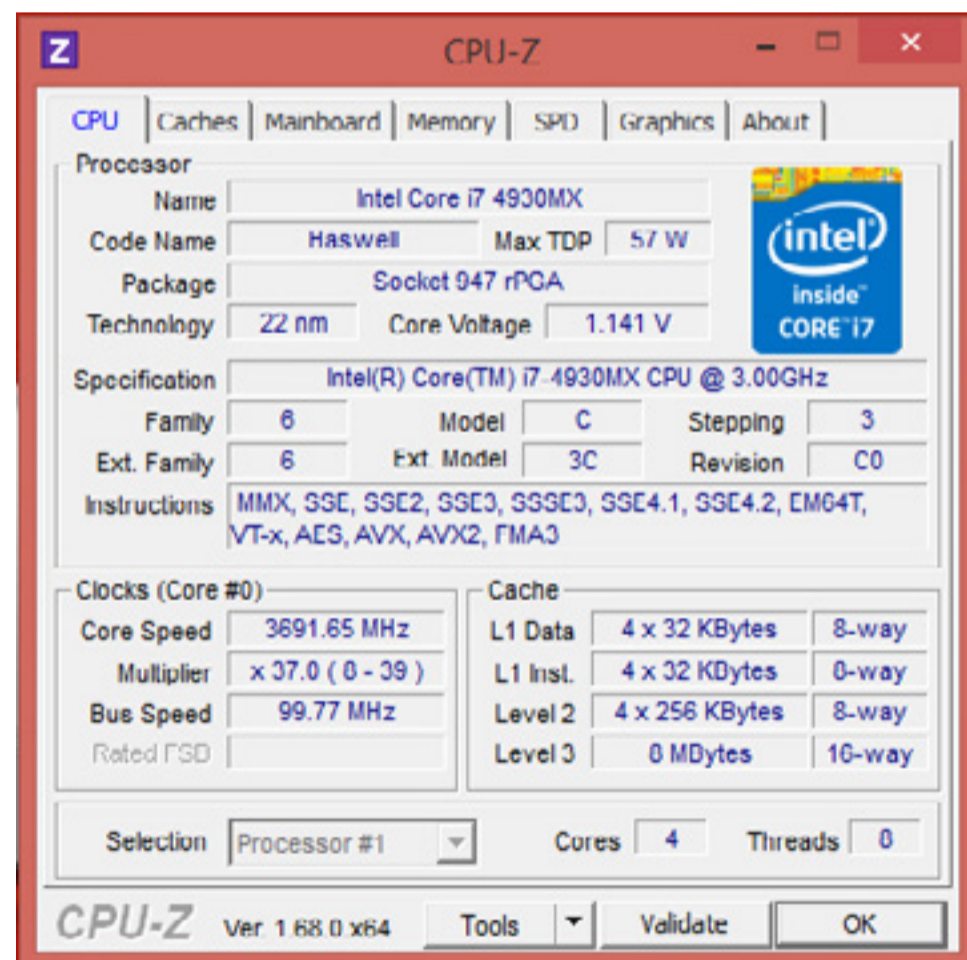 Z CPU-Z
CPU Caches Mainboard Memory SPD Graphics About
Processor
Name Intel Core i7 4930MX
Code Name Haswell Max TDP 57 W
Package Socket 947 rPGA
Technology 22 nm Core Voltage 1.141 V
intel inside™ CORE™ i7
Specification Intel(R) Core(TM) i7-4930MX CPU @ 3.00GHz
Family 6 Model C Stepping 3
Ext. Family 6 Ext. Model 3C Revision C0
Instructions MMX, SSE, SSE2, SSE3, SSSE3, SSE4.1, SSE4.2, EM64T,
VT-x, AES, AVX, AVX2, FMA3
Clocks (Core #0)
Core Speed 3691.65 MHz
Multiplier x 37.0 ( 8 - 39 )
Bus Speed 99.77 MHz
Rated FSB
Cache
L1 Data 4 x 32 KBytes 8-way
L1 Inst. 4 x 32 KBytes 8-way
Level 2 4 x 256 KBytes 8-way
Level 3 8 MBytes 16-way
Selection Processor #1 Cores 4 Threads 8
CPU-Z Ver. 1.68.0.x64 Tools Validate OK